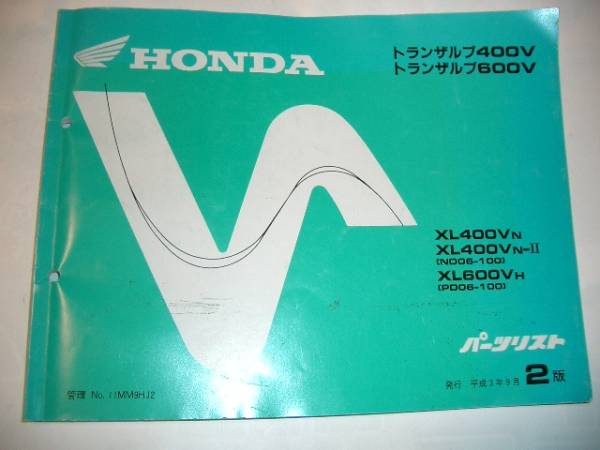 HONDA
トランザルプ400V
トランザルプ600V
XL400VN
XL400VN-II
(ND06-100)
XL600VH
(PD06-100)
パーツリスト
発行 平成3年9月 2版
管理 No. 11MM9HJ2